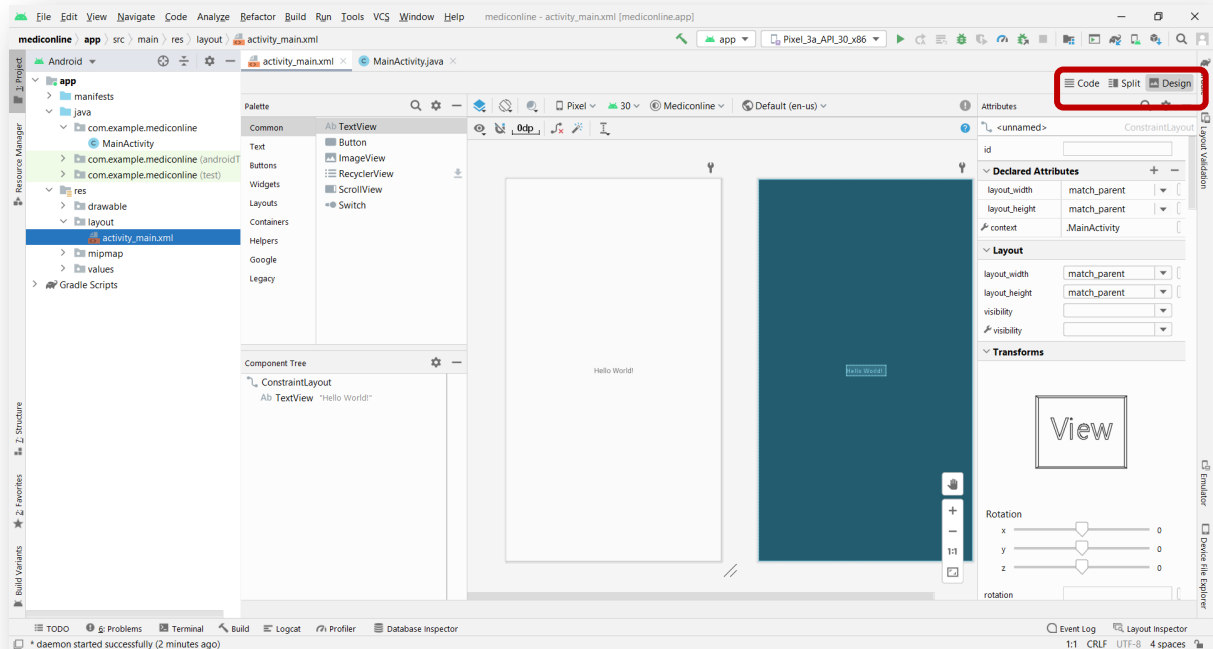 File Edit View Navigate Code Analyze Refactor Build Run Tools VCS Window Help mediconline - activity_main.xml [mediconline.app]
mediconline app src main res layout activity_main.xml app Pixel_3a_API_30_x86
Android activity_main.xml MainActivity.java
1: Project
Resource Manager
Z: Structure
2: Favorites
Build Variants
app
manifests
java
com.example.mediconline
MainActivity
com.example.mediconline (androidT
com.example.mediconline (test)
res
drawable
layout
activity_main.xml
mipmap
values
Gradle Scripts
Code Split Design
Palette
Common
Text
Buttons
Widgets
Layouts
Containers
Helpers
Google
Legacy
Ab TextView
Button
ImageView
RecyclerView
ScrollView
Switch
Component Tree
ConstraintLayout
Ab TextView "Hello World!"
Pixel 30 Mediconline Default (en-us)
0dp
Hello World!
Hello World!
1:1
Attributes
<unnamed> ConstraintLayout
id
Declared Attributes
layout_width match_parent
layout_height match_parent
context .MainActivity
Layout
layout_width match_parent
layout_height match_parent
visibility
visibility
Transforms
View
Rotation
x 0
y 0
z 0
rotation
Layout Validation
Emulator
Device File Explorer
TODO 6: Problems Terminal Build Logcat Profiler Database Inspector Event Log Layout Inspector
* daemon started successfully (2 minutes ago) 1:1 CRLF UTF-8 4 spaces